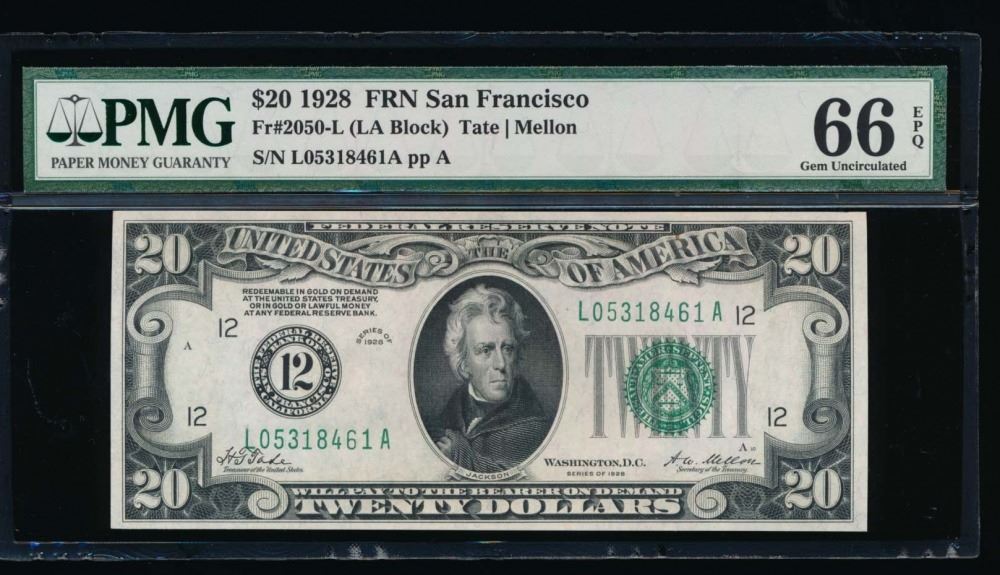 PMG
PAPER MONEY GUARANTY
$20 1928 FRN San Francisco
Fr#2050-L (LA Block) Tate | Mellon
S/N L05318461A pp A
66 EPQ
Gem Uncirculated
FEDERAL RESERVE NOTE
20
UNITED STATES THE OF AMERICA
20
REDEEMABLE IN GOLD ON DEMAND
AT THE UNITED STATES TREASURY,
OR IN GOLD OR LAWFUL MONEY
AT ANY FEDERAL RESERVE BANK.
L05318461A
12
12
SERIES OF
1928
A
12
TWENTY
12
12
L05318461A
WASHINGTON, D.C.
SERIES OF 1928
A
Treasurer of the United States.
Secretary of the Treasury.
JACKSON
20
WILL PAY TO THE BEARER ON DEMAND
TWENTY DOLLARS
20